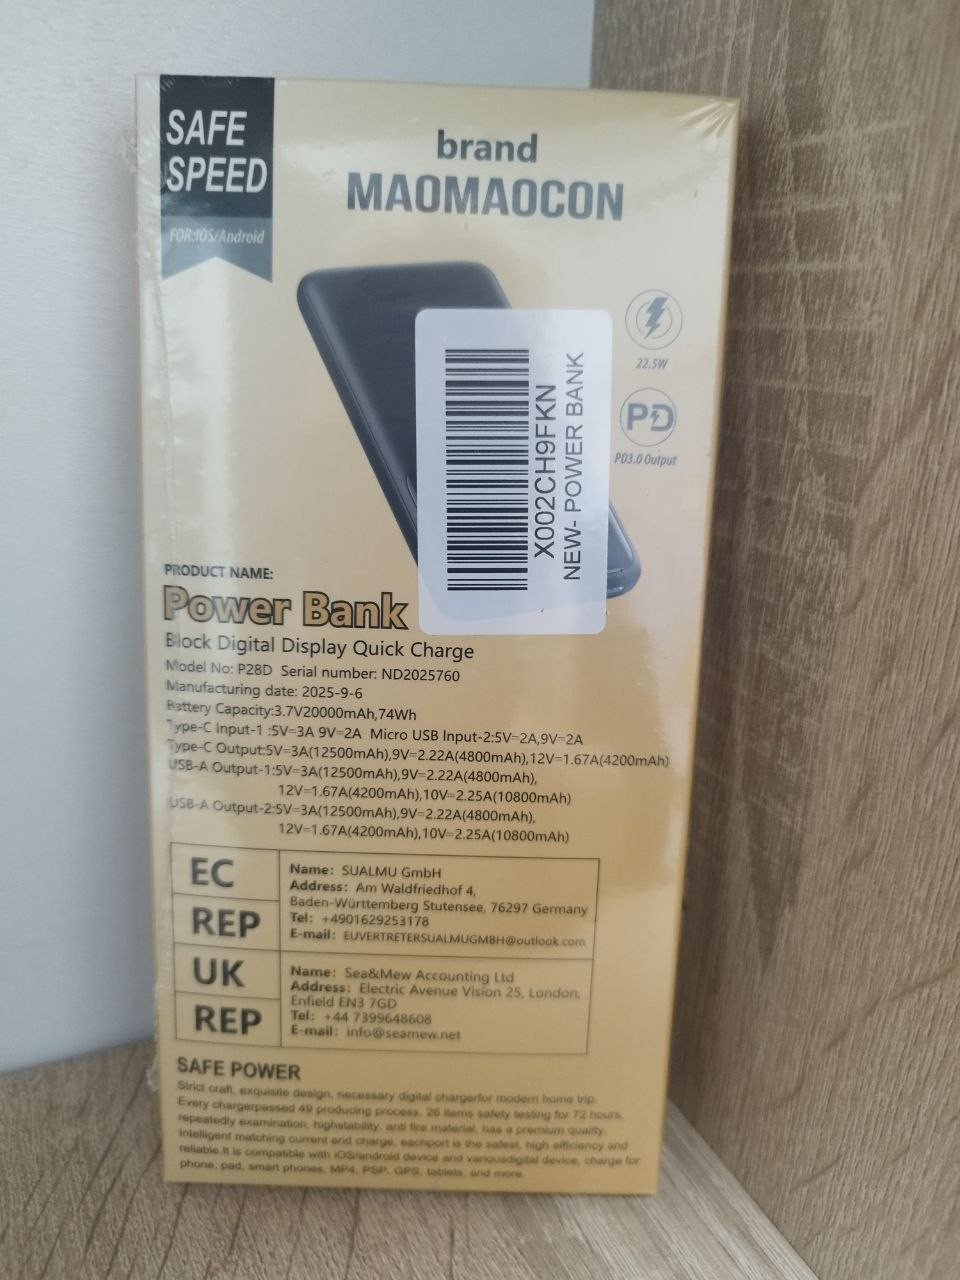 SAFE
SPEED
FOR:IOS/Android
brand
MAOMAOCON
22.5W
PD
PD3.0 Output
X002CH9FKN
NEW- POWER BANK
PRODUCT NAME:
Power Bank
Block Digital Display Quick Charge
Model No: P28D Serial number: ND2025760
Manufacturing date: 2025-9-6
Battery Capacity:3.7V20000mAh,74Wh
Type-C Input-1 :5V=3A 9V=2A Micro USB Input-2:5V=2A,9V=2A
Type-C Output:5V=3A(12500mAh),9V=2.22A(4800mAh),12V=1.67A(4200mAh)
USB-A Output-1:5V=3A(12500mAh),9V=2.22A(4800mAh),
12V=1.67A(4200mAh),10V=2.25A(10800mAh)
USB-A Output-2:5V=3A(12500mAh),9V=2.22A(4800mAh),
12V=1.67A(4200mAh),10V=2.25A(10800mAh)
EC
REP
Name: SUALMU GmbH
Address: Am Waldfriedhof 4,
Baden-Württemberg Stutensee, 76297 Germany
Tel: +4901629253178
E-mail: EUVERTRETERSUALMUGMBH@outlook.com
UK
REP
Name: Sea&Mew Accounting Ltd
Address: Electric Avenue Vision 25, London,
Enfield EN3 7GD
Tel: +44 7399648608
E-mail: info@seamew.net
SAFE POWER
Strict craft, exquisite design, necessary digital chargerfor modern home trip.
Every chargerpassed 49 producing process, 26 items safety testing for 72 hours,
repeatedly examination, highstability, anti fire material, has a premium quality.
Intelligent matching current and charge, eachport is the safest, high efficiency and
reliable.It is compatible with iOS/android device and variousdigital device, charge for
phone, pad, smart phones, MP4, PSP, GPS, tablets, and more.